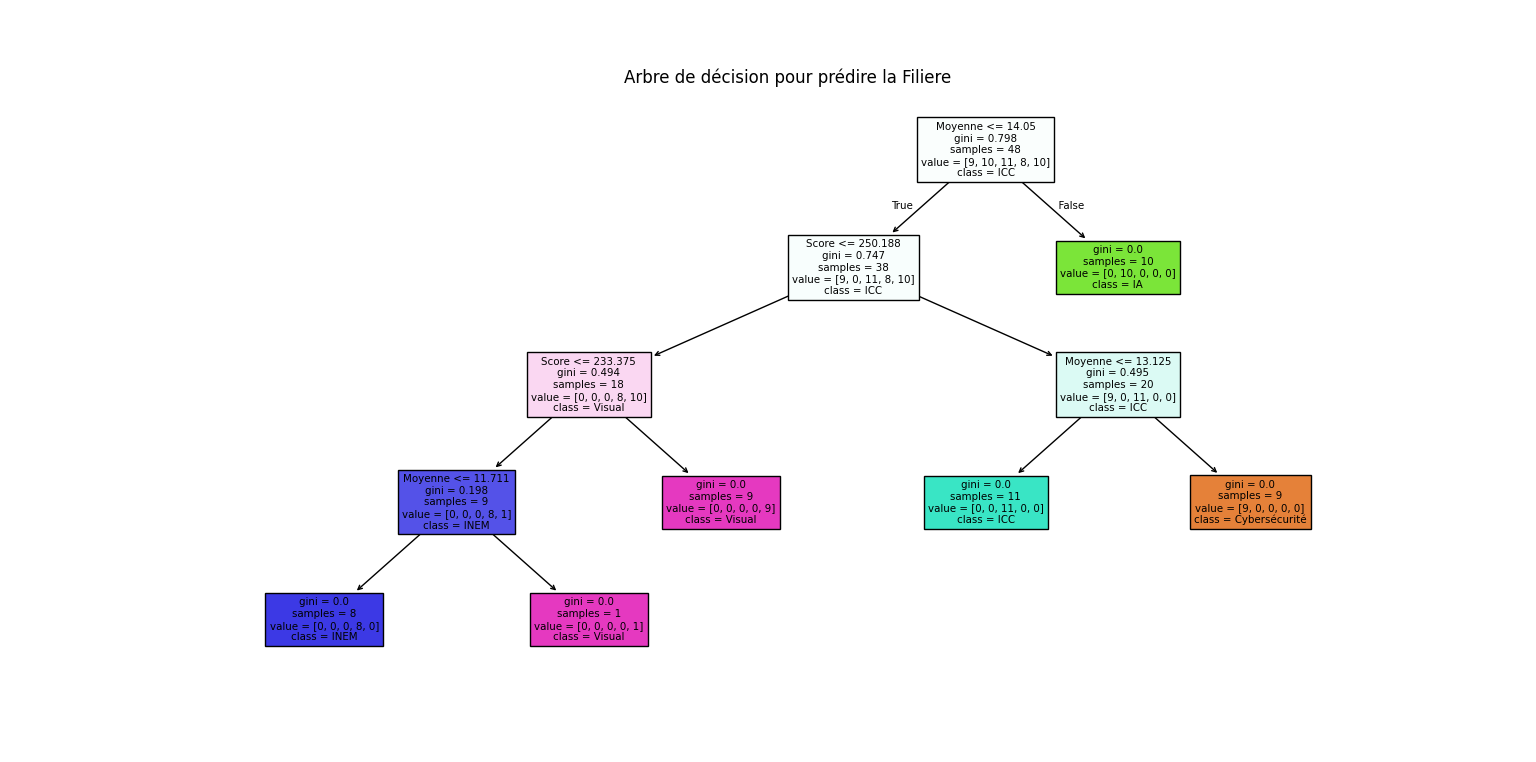 Arbre de décision pour prédire la Filiere
Moyenne <= 14.05
gini = 0.798
samples = 48
value = [9, 10, 11, 8, 10]
class = ICC
True
False
Score <= 250.188
gini = 0.747
samples = 38
value = [9, 0, 11, 8, 10]
class = ICC
gini = 0.0
samples = 10
value = [0, 10, 0, 0, 0]
class = IA
Score <= 233.375
gini = 0.494
samples = 18
value = [0, 0, 0, 8, 10]
class = Visual
Moyenne <= 13.125
gini = 0.495
samples = 20
value = [9, 0, 11, 0, 0]
class = ICC
Moyenne <= 11.711
gini = 0.198
samples = 9
value = [0, 0, 0, 8, 1]
class = INEM
gini = 0.0
samples = 9
value = [0, 0, 0, 0, 9]
class = Visual
gini = 0.0
samples = 11
value = [0, 0, 11, 0, 0]
class = ICC
gini = 0.0
samples = 9
value = [9, 0, 0, 0, 0]
class = Cybersécurité
gini = 0.0
samples = 8
value = [0, 0, 0, 8, 0]
class = INEM
gini = 0.0
samples = 1
value = [0, 0, 0, 0, 1]
class = Visual